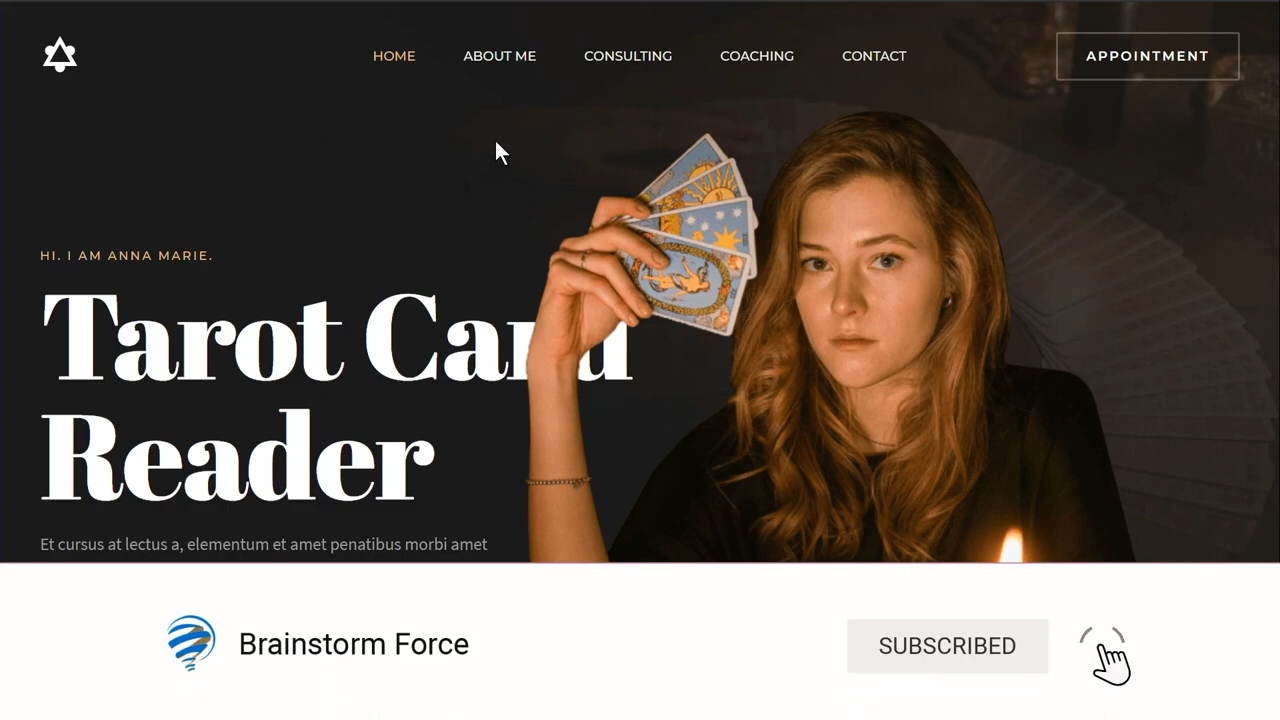 HOME ABOUT ME CONSULTING COACHING CONTACT APPOINTMENT
HI. I AM ANNA MARIE.
Tarot Card
Reader
Et cursus at lectus a, elementum et amet penatibus morbi amet
Brainstorm Force
SUBSCRIBED